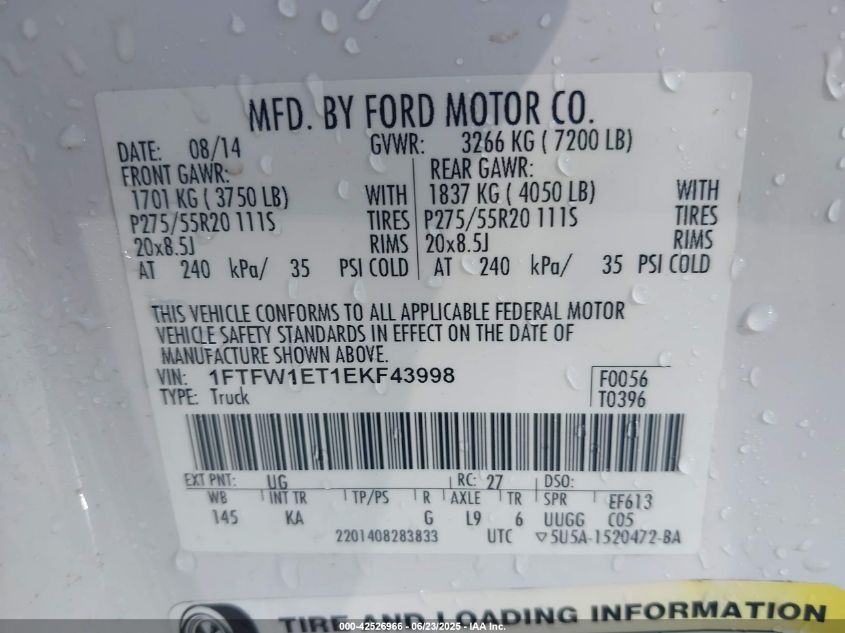 MFD. BY FORD MOTOR CO.
DATE: 08/14 GVWR: 3266 KG ( 7200 LB)
FRONT GAWR: REAR GAWR:
1701 KG ( 3750 LB) WITH 1837 KG ( 4050 LB) WITH
P275/55R20 111S TIRES P275/55R20 111S TIRES
20x8.5J RIMS 20x8.5J RIMS
AT 240 kPa/ 35 PSI COLD AT 240 kPa/ 35 PSI COLD
THIS VEHICLE CONFORMS TO ALL APPLICABLE FEDERAL MOTOR
VEHICLE SAFETY STANDARDS IN EFFECT ON THE DATE OF
MANUFACTURE SHOWN ABOVE.
VIN: 1FTFW1ET1EKF43998 F0056
TYPE: Truck T0396
EXT PNT: UG RC: 27 DSO:
WB INT TR TP/PS R AXLE TR SPR EF613
145 KA G L9 6 UUGG C05
2201408283833 UTC ▽5U5A-1520472-BA
TIRE AND LOADING INFORMATION
000-42526966 - 06/23/2025 - IAA Inc.